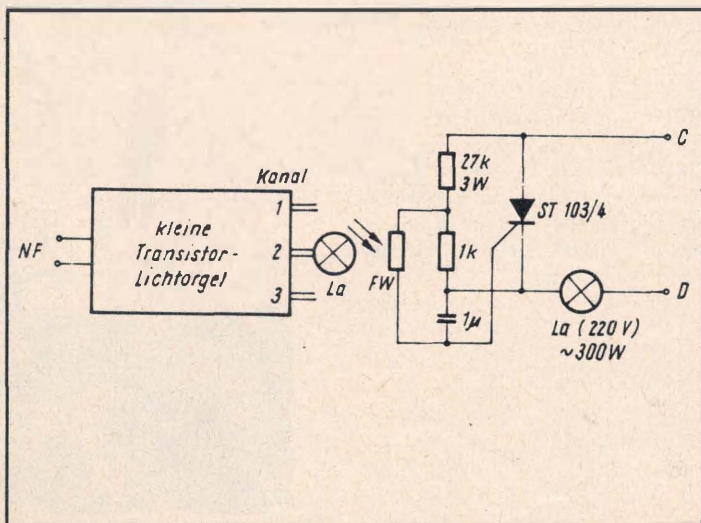 NF
kleine
Transistor-
Lichtorgel
Kanal
1
2
3
La
FW
27k
3W
1k
1µ
ST 103/4
C
D
La (220 V)
~300W